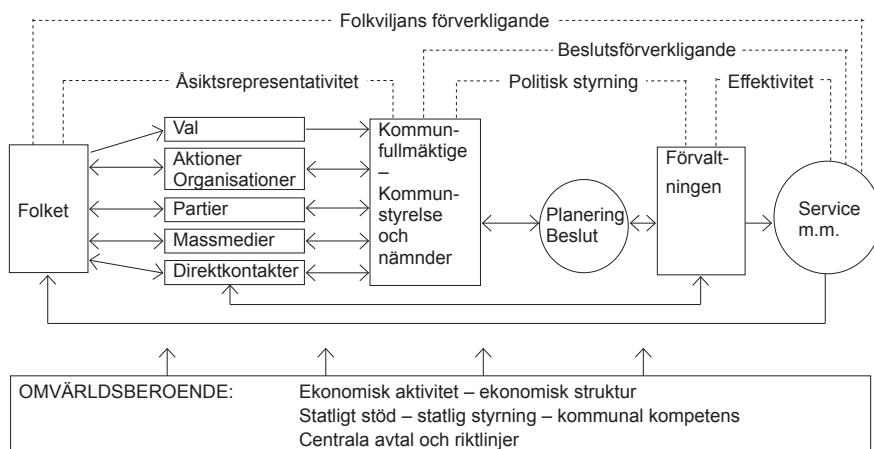 Folkviljans förverkligande
Beslutsförverkligande
Åsiktsrepresentativitet
Politisk styrning
Effektivitet
Folket
Val
Aktioner
Organisationer
Partier
Massmedier
Direktkontakter
Kommun-
fullmäktige
–
Kommun-
styrelse
och
nämnder
Planering
Beslut
Förvalt-
ningen
Service
m.m.
OMVÄRLDSBEROENDE:
Ekonomisk aktivitet – ekonomisk struktur
Statligt stöd – statlig styrning – kommunal kompetens
Centrala avtal och riktlinjer